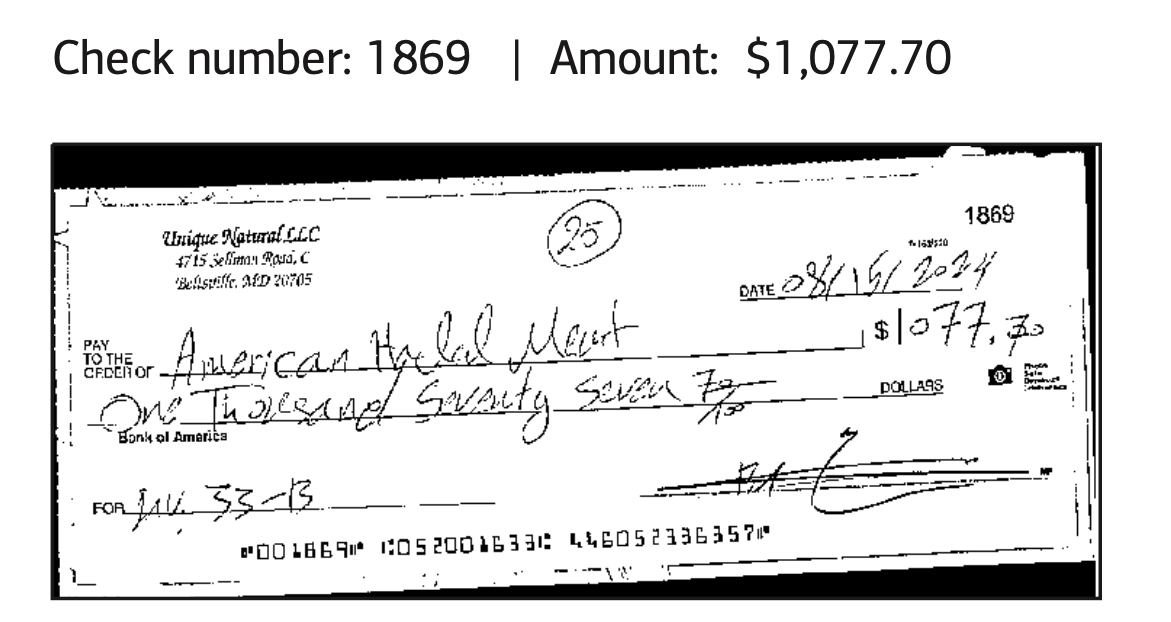 Check number: 1869 | Amount: $1,077.70
1869
25
Unique Natural LLC
4715 Sellman Road, C
Beltsville, MD 20705
DATE 08/15/2024
PAY TO THE ORDER OF American Halal Meat
$1077.70
One Thousand Seventy Seven 70/100 DOLLARS
Bank of America
FOR INV. 33-B
MP
⑈001869⑈ ⑆052001633⑆ 446052336357⑈